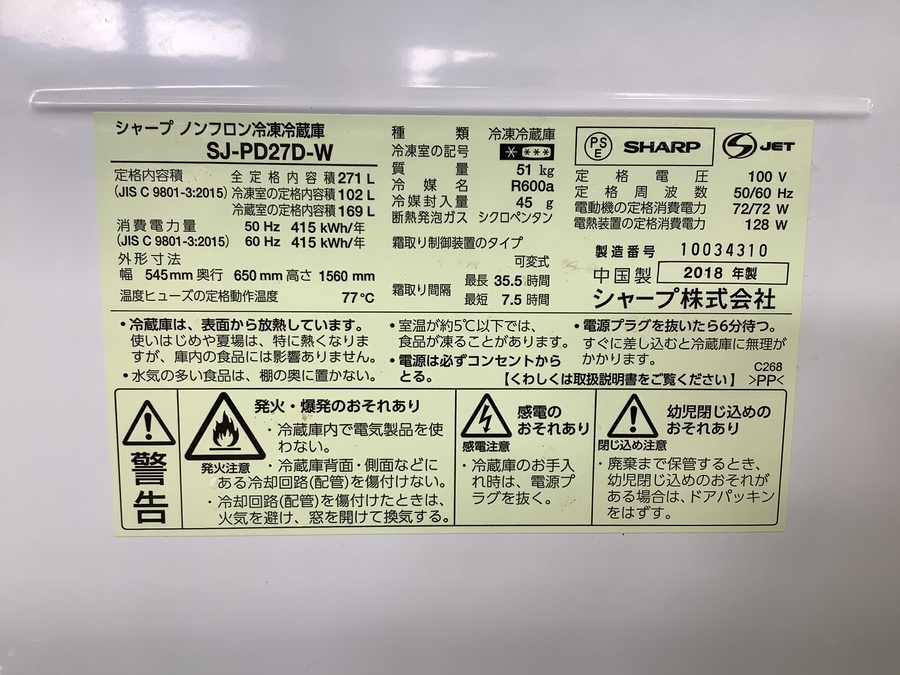 シャープ ノンフロン冷凍冷蔵庫
SJ-PD27D-W
定格内容積 全定格内容積 271 L
(JIS C 9801-3:2015) 冷凍室の定格内容積 102 L
冷蔵室の定格内容積 169 L
消費電力量 50 Hz 415 kWh/年
(JIS C 9801-3:2015) 60 Hz 415 kWh/年
外形寸法
幅 545mm 奥行 650mm 高さ 1560mm
温度ヒューズの定格動作温度 77℃
種類 冷凍冷蔵庫
冷凍室の記号 * ***
質量 51 kg
冷媒名 R600a
冷媒封入量 45 g
断熱発泡ガス シクロペンタン
霜取り制御装置のタイプ
可変式
霜取り間隔 最長 35.5 時間
最短 7.5 時間
PSE SHARP S JET
定格電圧 100 V
定格周波数 50/60 Hz
電動機の定格消費電力 72/72 W
電熱装置の定格消費電力 128 W
製造番号 10034310
中国製 2018 年製
シャープ株式会社
・冷蔵庫は、表面から放熱しています。
使いはじめや夏場は、特に熱くなりま
すが、庫内の食品には影響ありません。
・水気の多い食品は、棚の奥に置かない。
・室温が約5℃以下では、
食品が凍ることがあります。
・電源は必ずコンセントから
とる。
・電源プラグを抜いたら6分待つ。
すぐに差し込むと冷蔵庫に無理が
かかります。
C268
【くわしくは取扱説明書をご覧ください】 >PP<
警告
発火・爆発のおそれあり
発火注意
・冷蔵庫内で電気製品を使
わない。
・冷蔵庫背面・側面などに
ある冷却回路(配管)を傷付けない。
・冷却回路(配管)を傷付けたときは、
火気を避け、窓を開けて換気する。
感電の
おそれあり
感電注意
・冷蔵庫のお手入
れ時は、電源プ
ラグを抜く。
幼児閉じ込めの
おそれあり
閉じ込め注意
・廃棄まで保管するとき、
幼児閉じ込めのおそれが
ある場合は、ドアパッキン
をはずす。